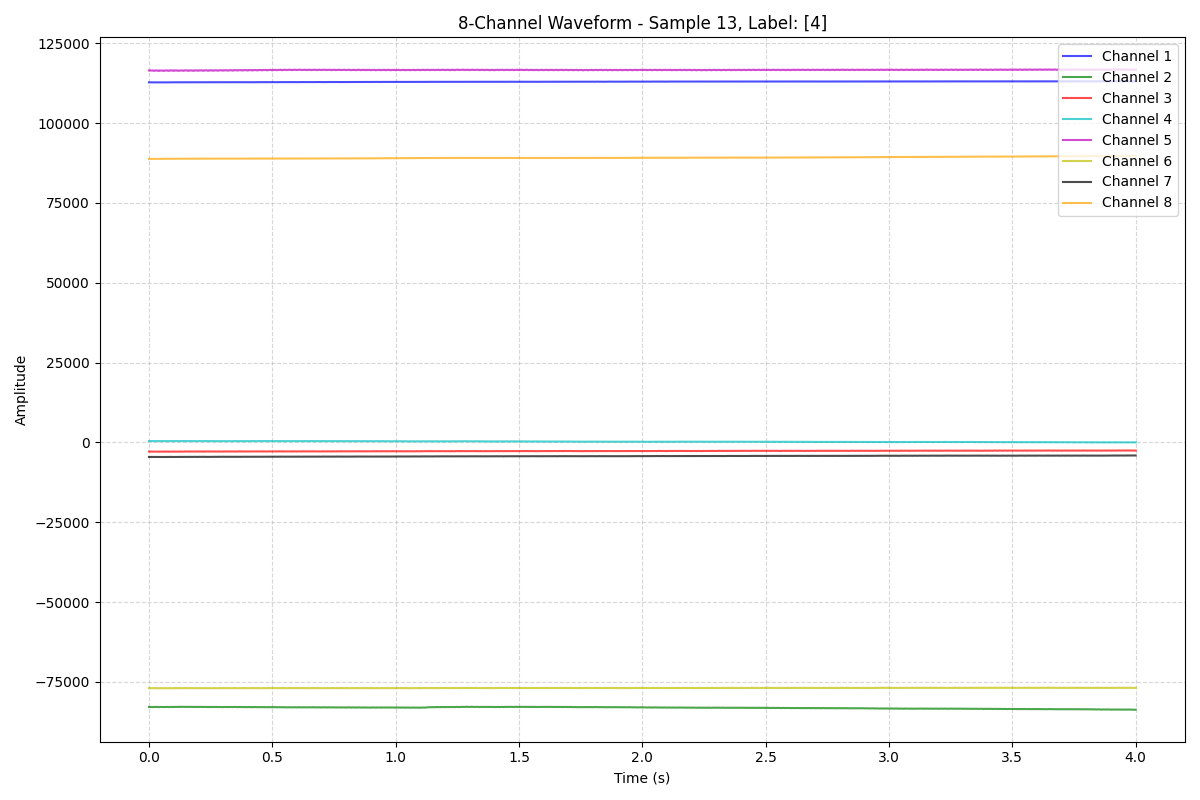 8-Channel Waveform - Sample 13, Label: [4]
125000
100000
75000
50000
25000
0
−25000
−50000
−75000
Amplitude
Channel 1
Channel 2
Channel 3
Channel 4
Channel 5
Channel 6
Channel 7
Channel 8
0.0 0.5 1.0 1.5 2.0 2.5 3.0 3.5 4.0
Time (s)